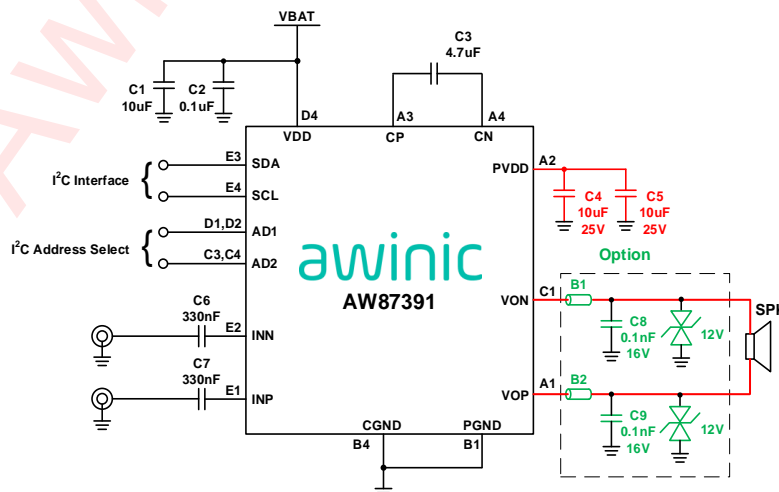 VBAT
C1
10uF
C2
0.1uF
C3
4.7uF
D4
A3
A4
VDD
CP
CN
I²C Interface
E3
SDA
E4
SCL
PVDD
A2
C4
10uF
25V
C5
10uF
25V
I²C Address Select
D1,D2
AD1
C3,C4
AD2
awinic
AW87391
Option
VON
C1
B1
C8
0.1nF
16V
12V
SPK
C6
330nF
E2
INN
C7
330nF
E1
INP
VOP
A1
B2
C9
0.1nF
16V
12V
CGND
PGND
B4
B1